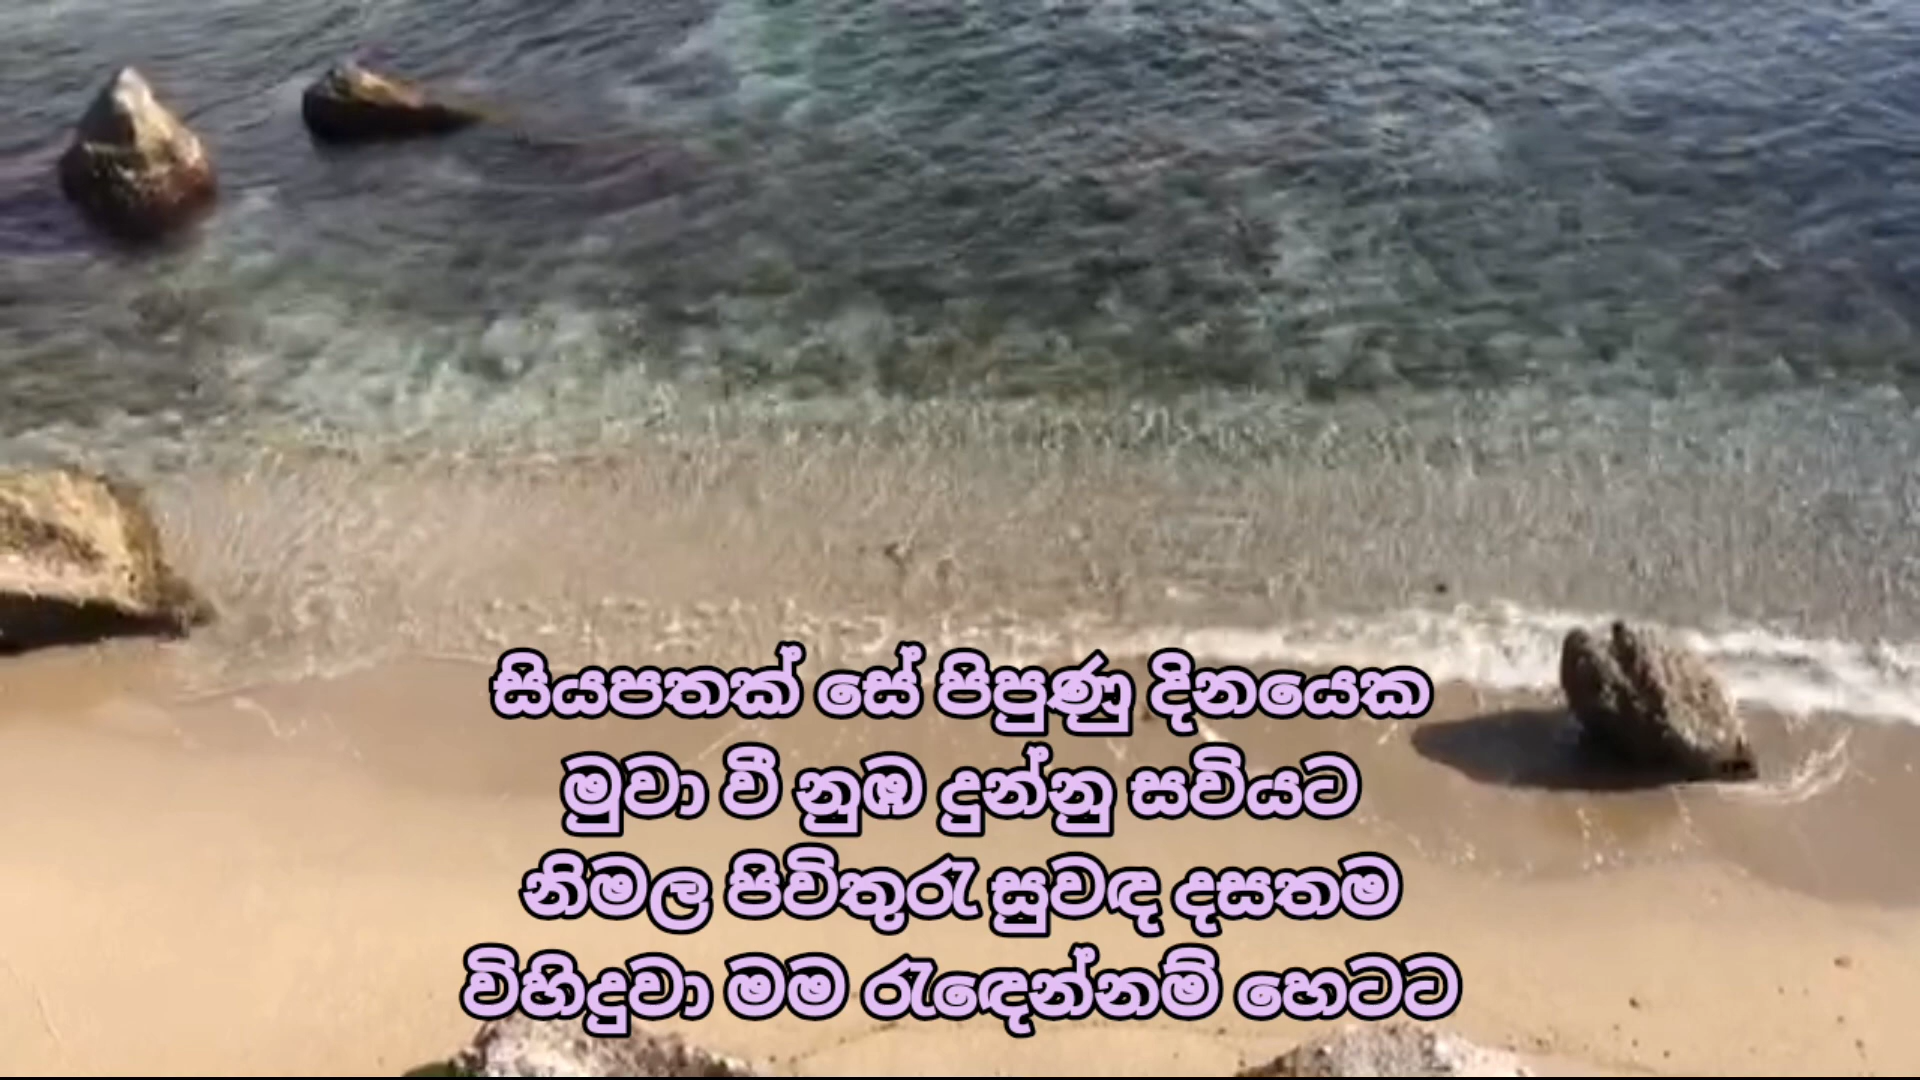 සියපතක් සේ පිපුණු දිනයෙක
මුවා වී නුඹ දුන්නු සවියට
නිමල පිවිතුරැ සුවඳ දසතම
විහිදුවා මම රැඳෙන්නම් හෙටට